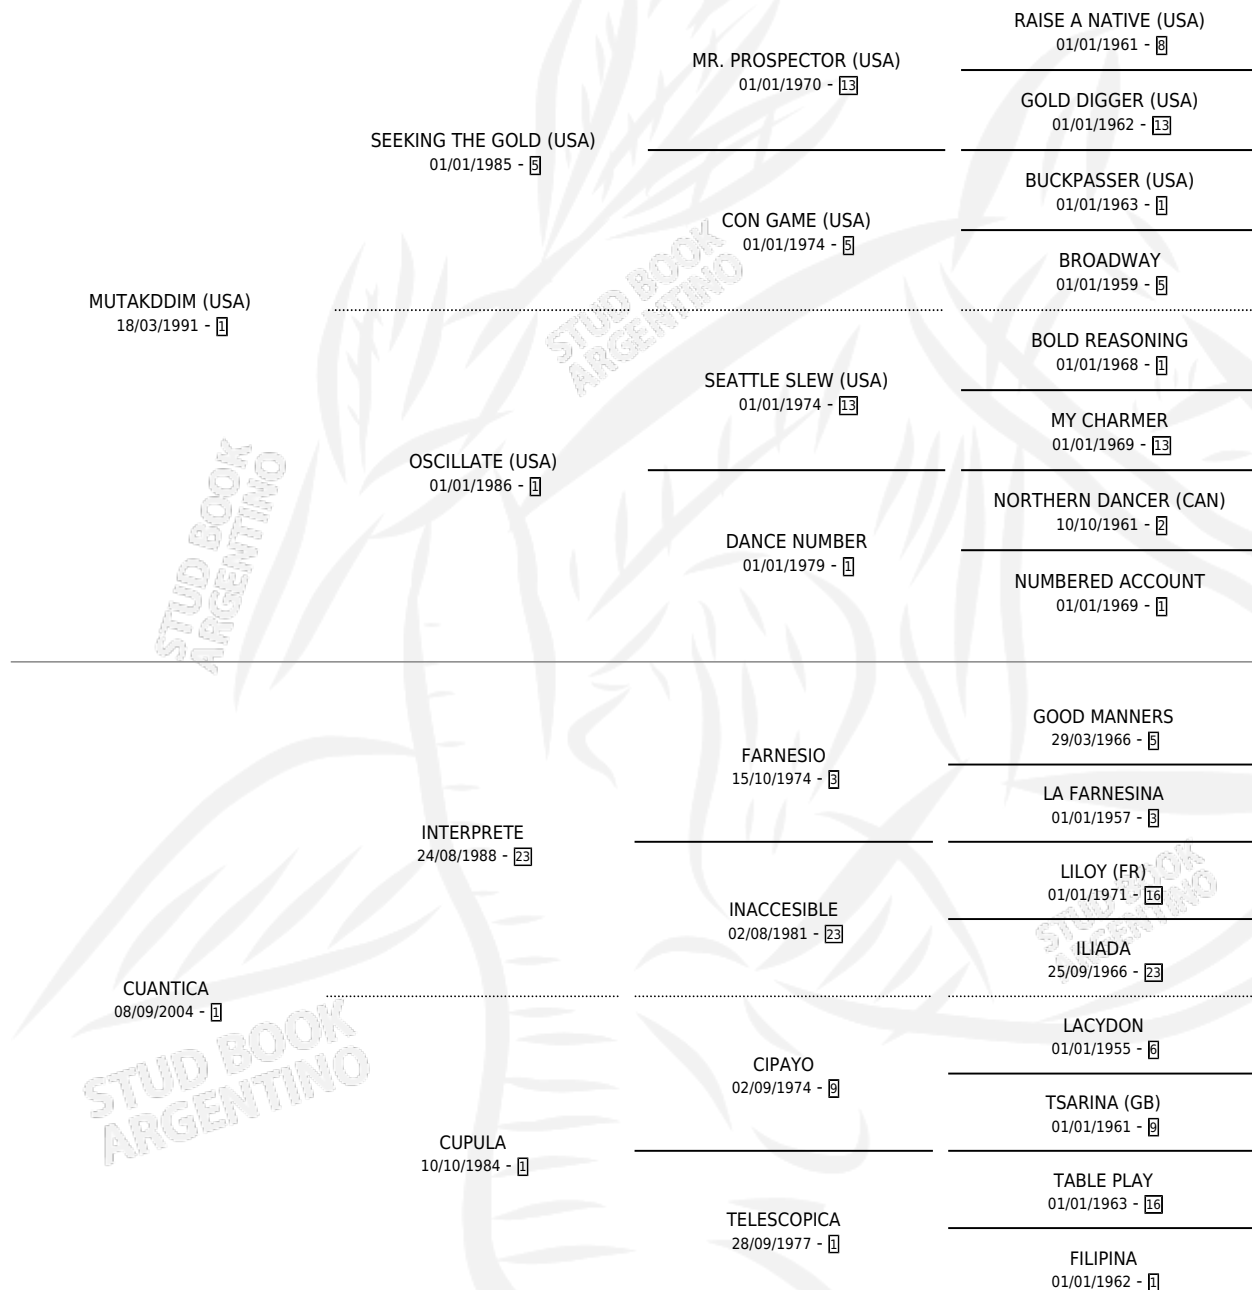 RAISE A NATIVE (USA)
01/01/1961 - 8
MR. PROSPECTOR (USA)
01/01/1970 - 13
GOLD DIGGER (USA)
01/01/1962 - 13
SEEKING THE GOLD (USA)
01/01/1985 - 5
BUCKPASSER (USA)
01/01/1963 - 1
CON GAME (USA)
01/01/1974 - 5
BROADWAY
01/01/1959 - 5
MUTAKDDIM (USA)
18/03/1991 - 1
BOLD REASONING
01/01/1968 - 1
SEATTLE SLEW (USA)
01/01/1974 - 13
MY CHARMER
01/01/1969 - 13
OSCILLATE (USA)
01/01/1986 - 1
NORTHERN DANCER (CAN)
10/10/1961 - 2
DANCE NUMBER
01/01/1979 - 1
NUMBERED ACCOUNT
01/01/1969 - 1
GOOD MANNERS
29/03/1966 - 5
FARNESIO
15/10/1974 - 3
LA FARNESINA
01/01/1957 - 3
INTERPRETE
24/08/1988 - 23
LILOY (FR)
01/01/1971 - 16
INACCESIBLE
02/08/1981 - 23
ILIADA
25/09/1966 - 23
CUANTICA
08/09/2004 - 1
LACYDON
01/01/1955 - 6
CIPAYO
02/09/1974 - 9
TSARINA (GB)
01/01/1961 - 9
CUPULA
10/10/1984 - 1
TABLE PLAY
01/01/1963 - 16
TELESCOPICA
28/09/1977 - 1
FILIPINA
01/01/1962 - 1
STUD BOOK
ARGENTINO
STUD BOOK
ARGENTINO
STUD BOOK
ARGENTINO
STUD BOOK
ARGENTINO